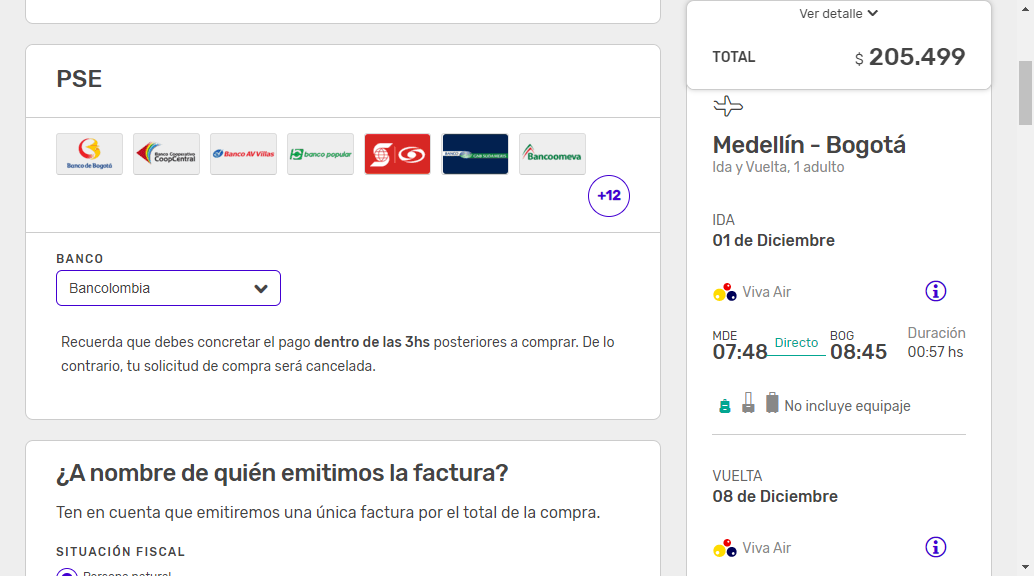 PSE
Banco de Bogotá
Banco Cooperativo
CoopCentral
Banco AV Villas
banco popular
Bancoomeva
+12
BANCO
Bancolombia
Recuerda que debes concretar el pago dentro de las 3hs posteriores a comprar. De lo
contrario, tu solicitud de compra será cancelada.
¿A nombre de quién emitimos la factura?
Ten en cuenta que emitiremos una única factura por el total de la compra.
SITUACIÓN FISCAL
Persona natural
Ver detalle
TOTAL $ 205.499
Medellín - Bogotá
Ida y Vuelta, 1 adulto
IDA
01 de Diciembre
Viva Air
MDE BOG Duración
07:48 Directo 08:45 00:57 hs
No incluye equipaje
VUELTA
08 de Diciembre
Viva Air